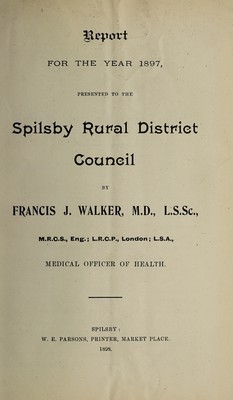 Report
FOR THE YEAR 1897,
PRESENTED TO THE
Spilsby Rural District
Council
BY
FRANCIS J. WALKER, M.D., L.S.Sc.,
M.R.C.S., Eng.; L.R.C.P., London; L.S.A.,
MEDICAL OFFICER OF HEALTH.
SPILSBY:
W. E. PARSONS, PRINTER, MARKET PLACE.
1898.